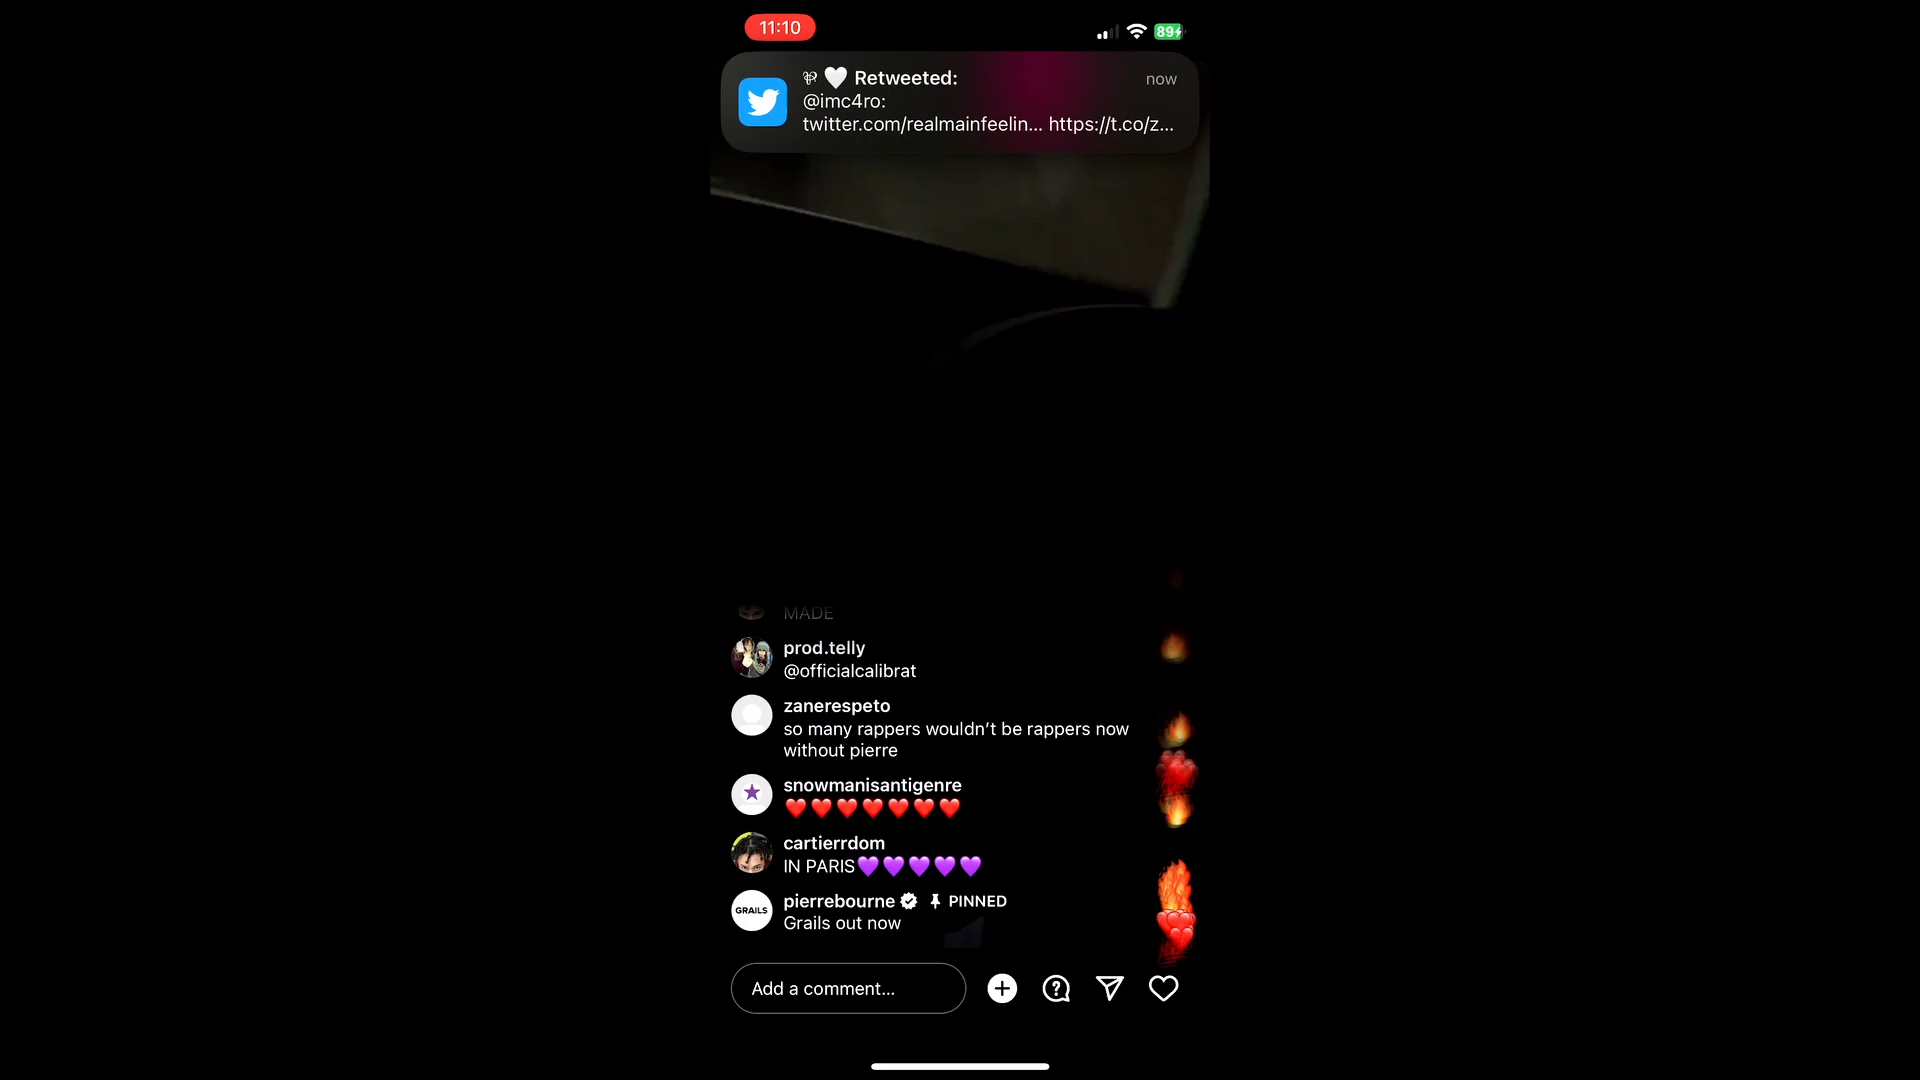 11:10
89
🤍 Retweeted:
now
@imc4ro:
twitter.com/realmainfeelin... https://t.co/z...
MADE
prod.telly
@officialcalibrat
zanerespeto
so many rappers wouldn't be rappers now
without pierre
snowmanisantigenre
❤️❤️❤️❤️❤️❤️❤️
cartierrdom
IN PARIS💜💜💜💜💜
GRAILS
pierrebourne PINNED
Grails out now
Add a comment...